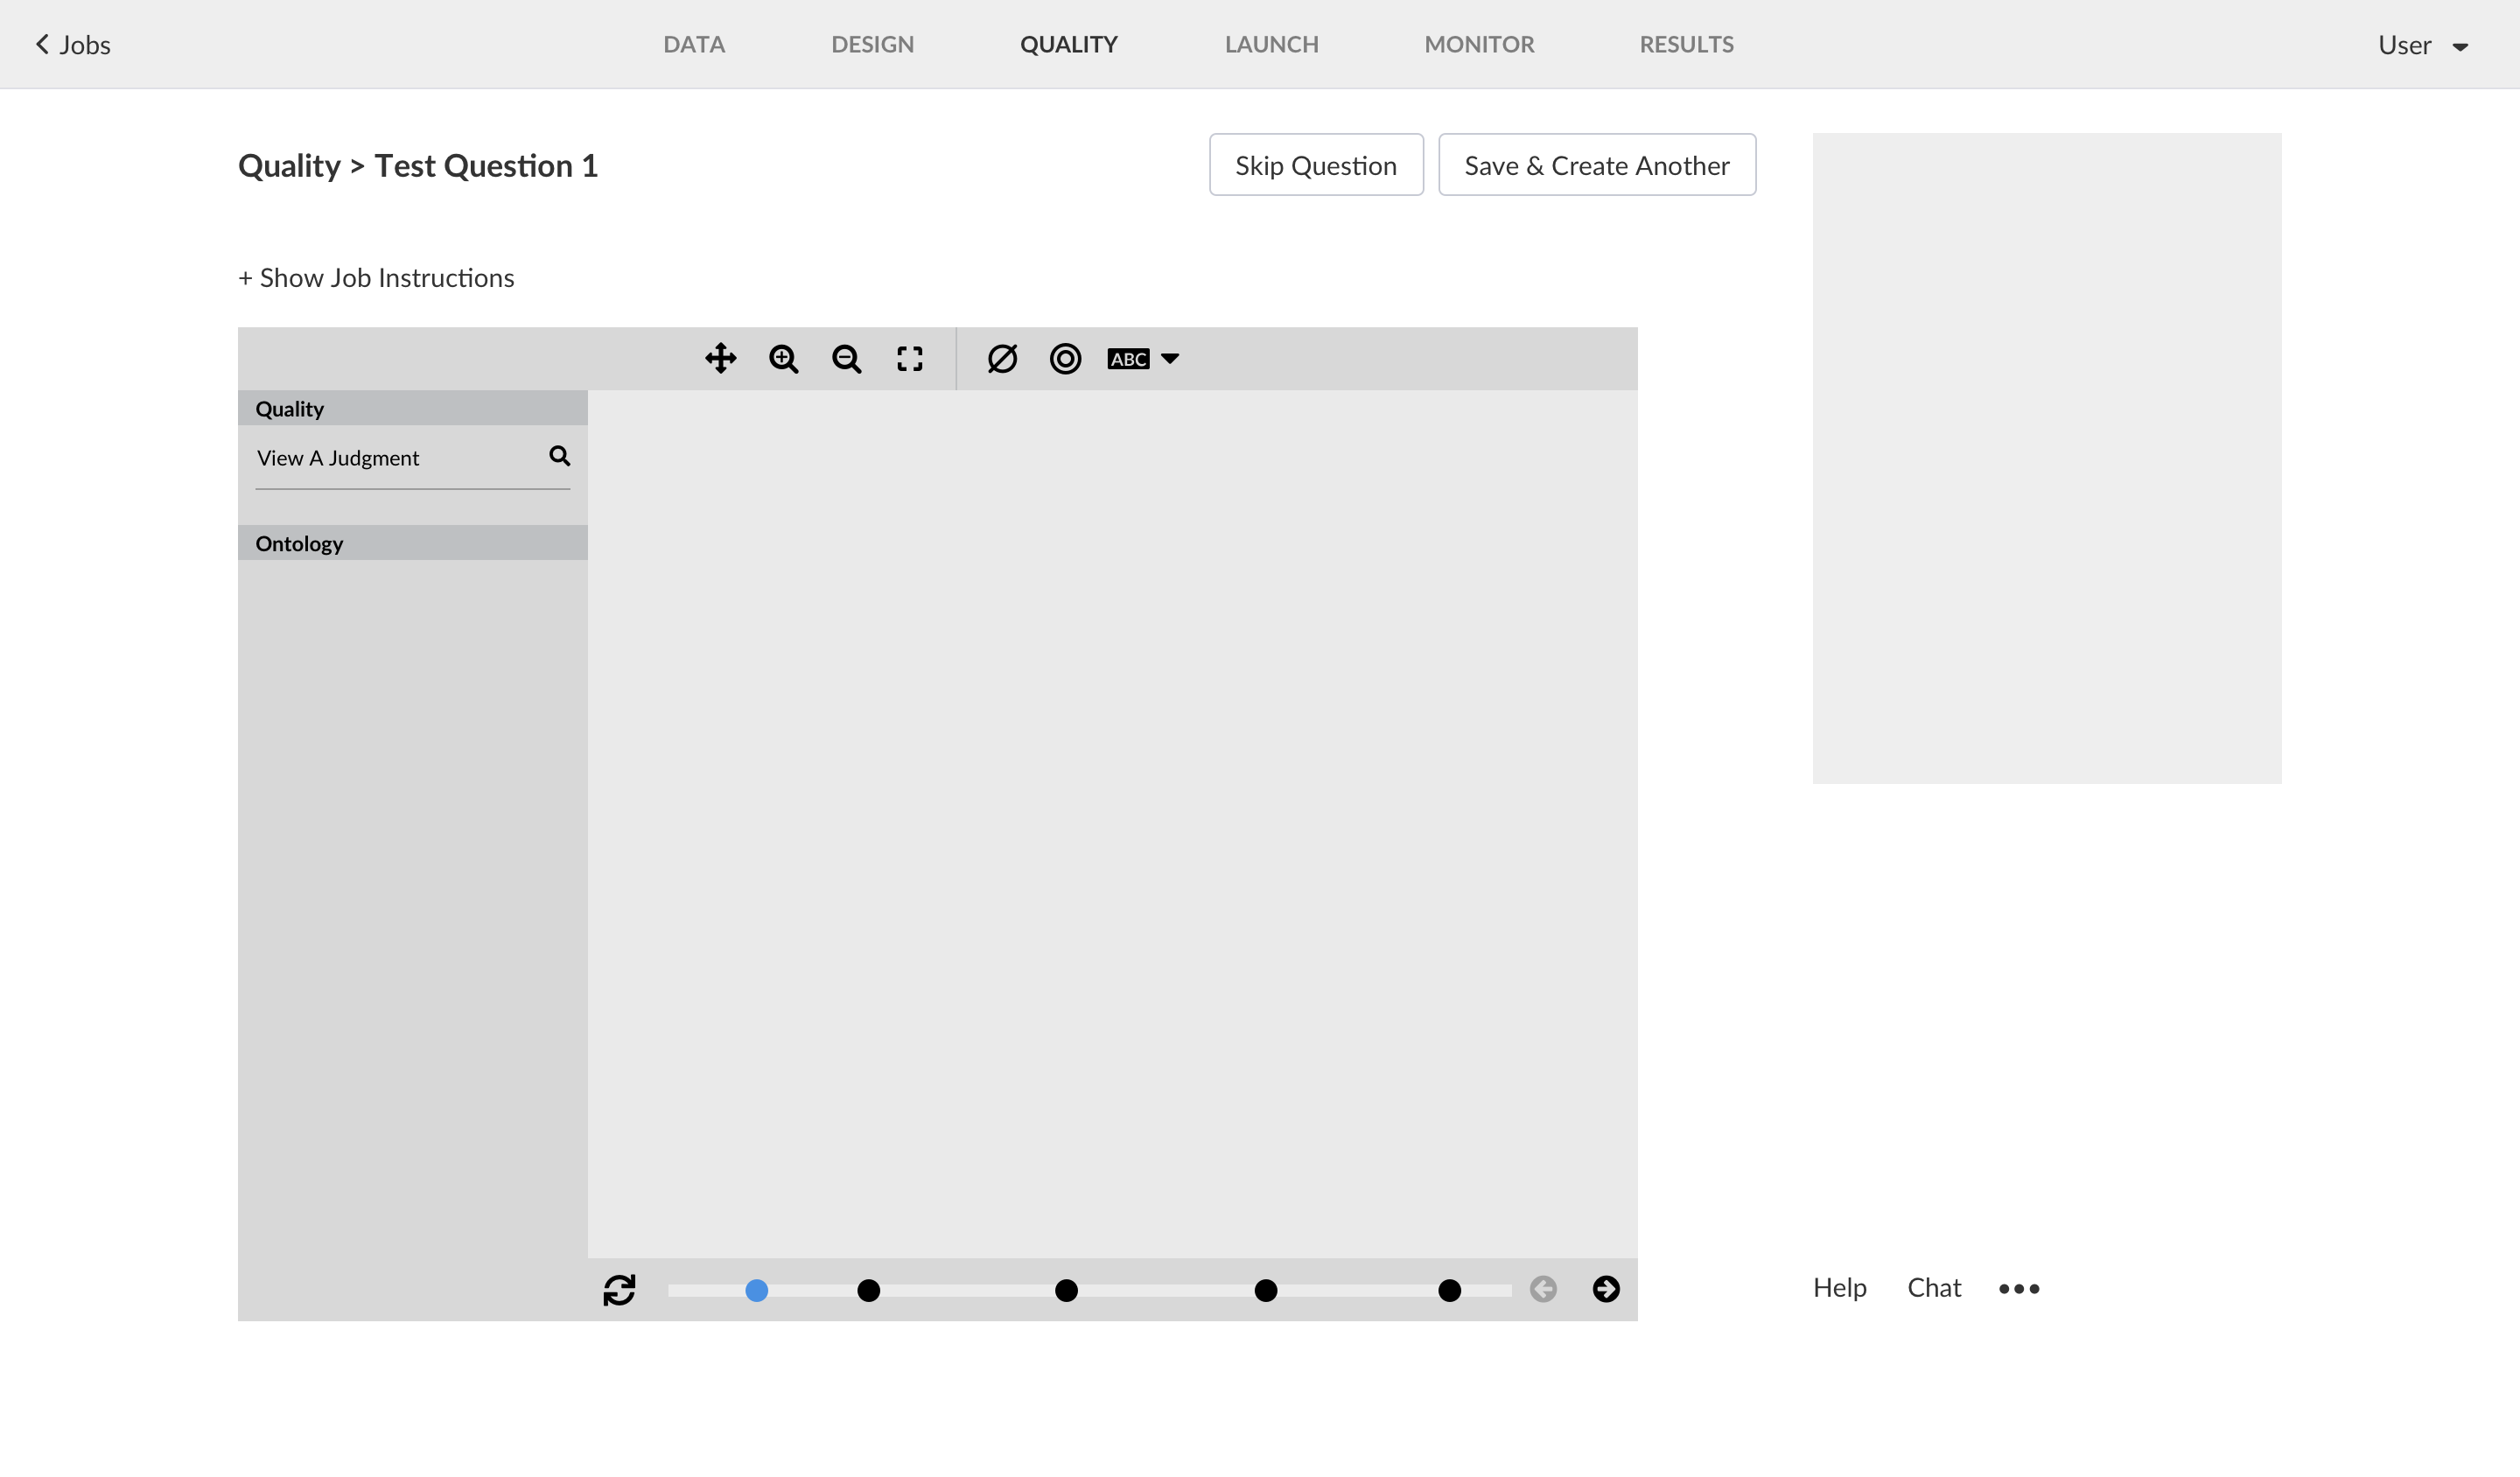 Jobs
DATA
DESIGN
QUALITY
LAUNCH
MONITOR
RESULTS
User
Quality > Test Question 1
Skip Question
Save & Create Another
+ Show Job Instructions
ABC
Quality
View A Judgment
Ontology
Help
Chat